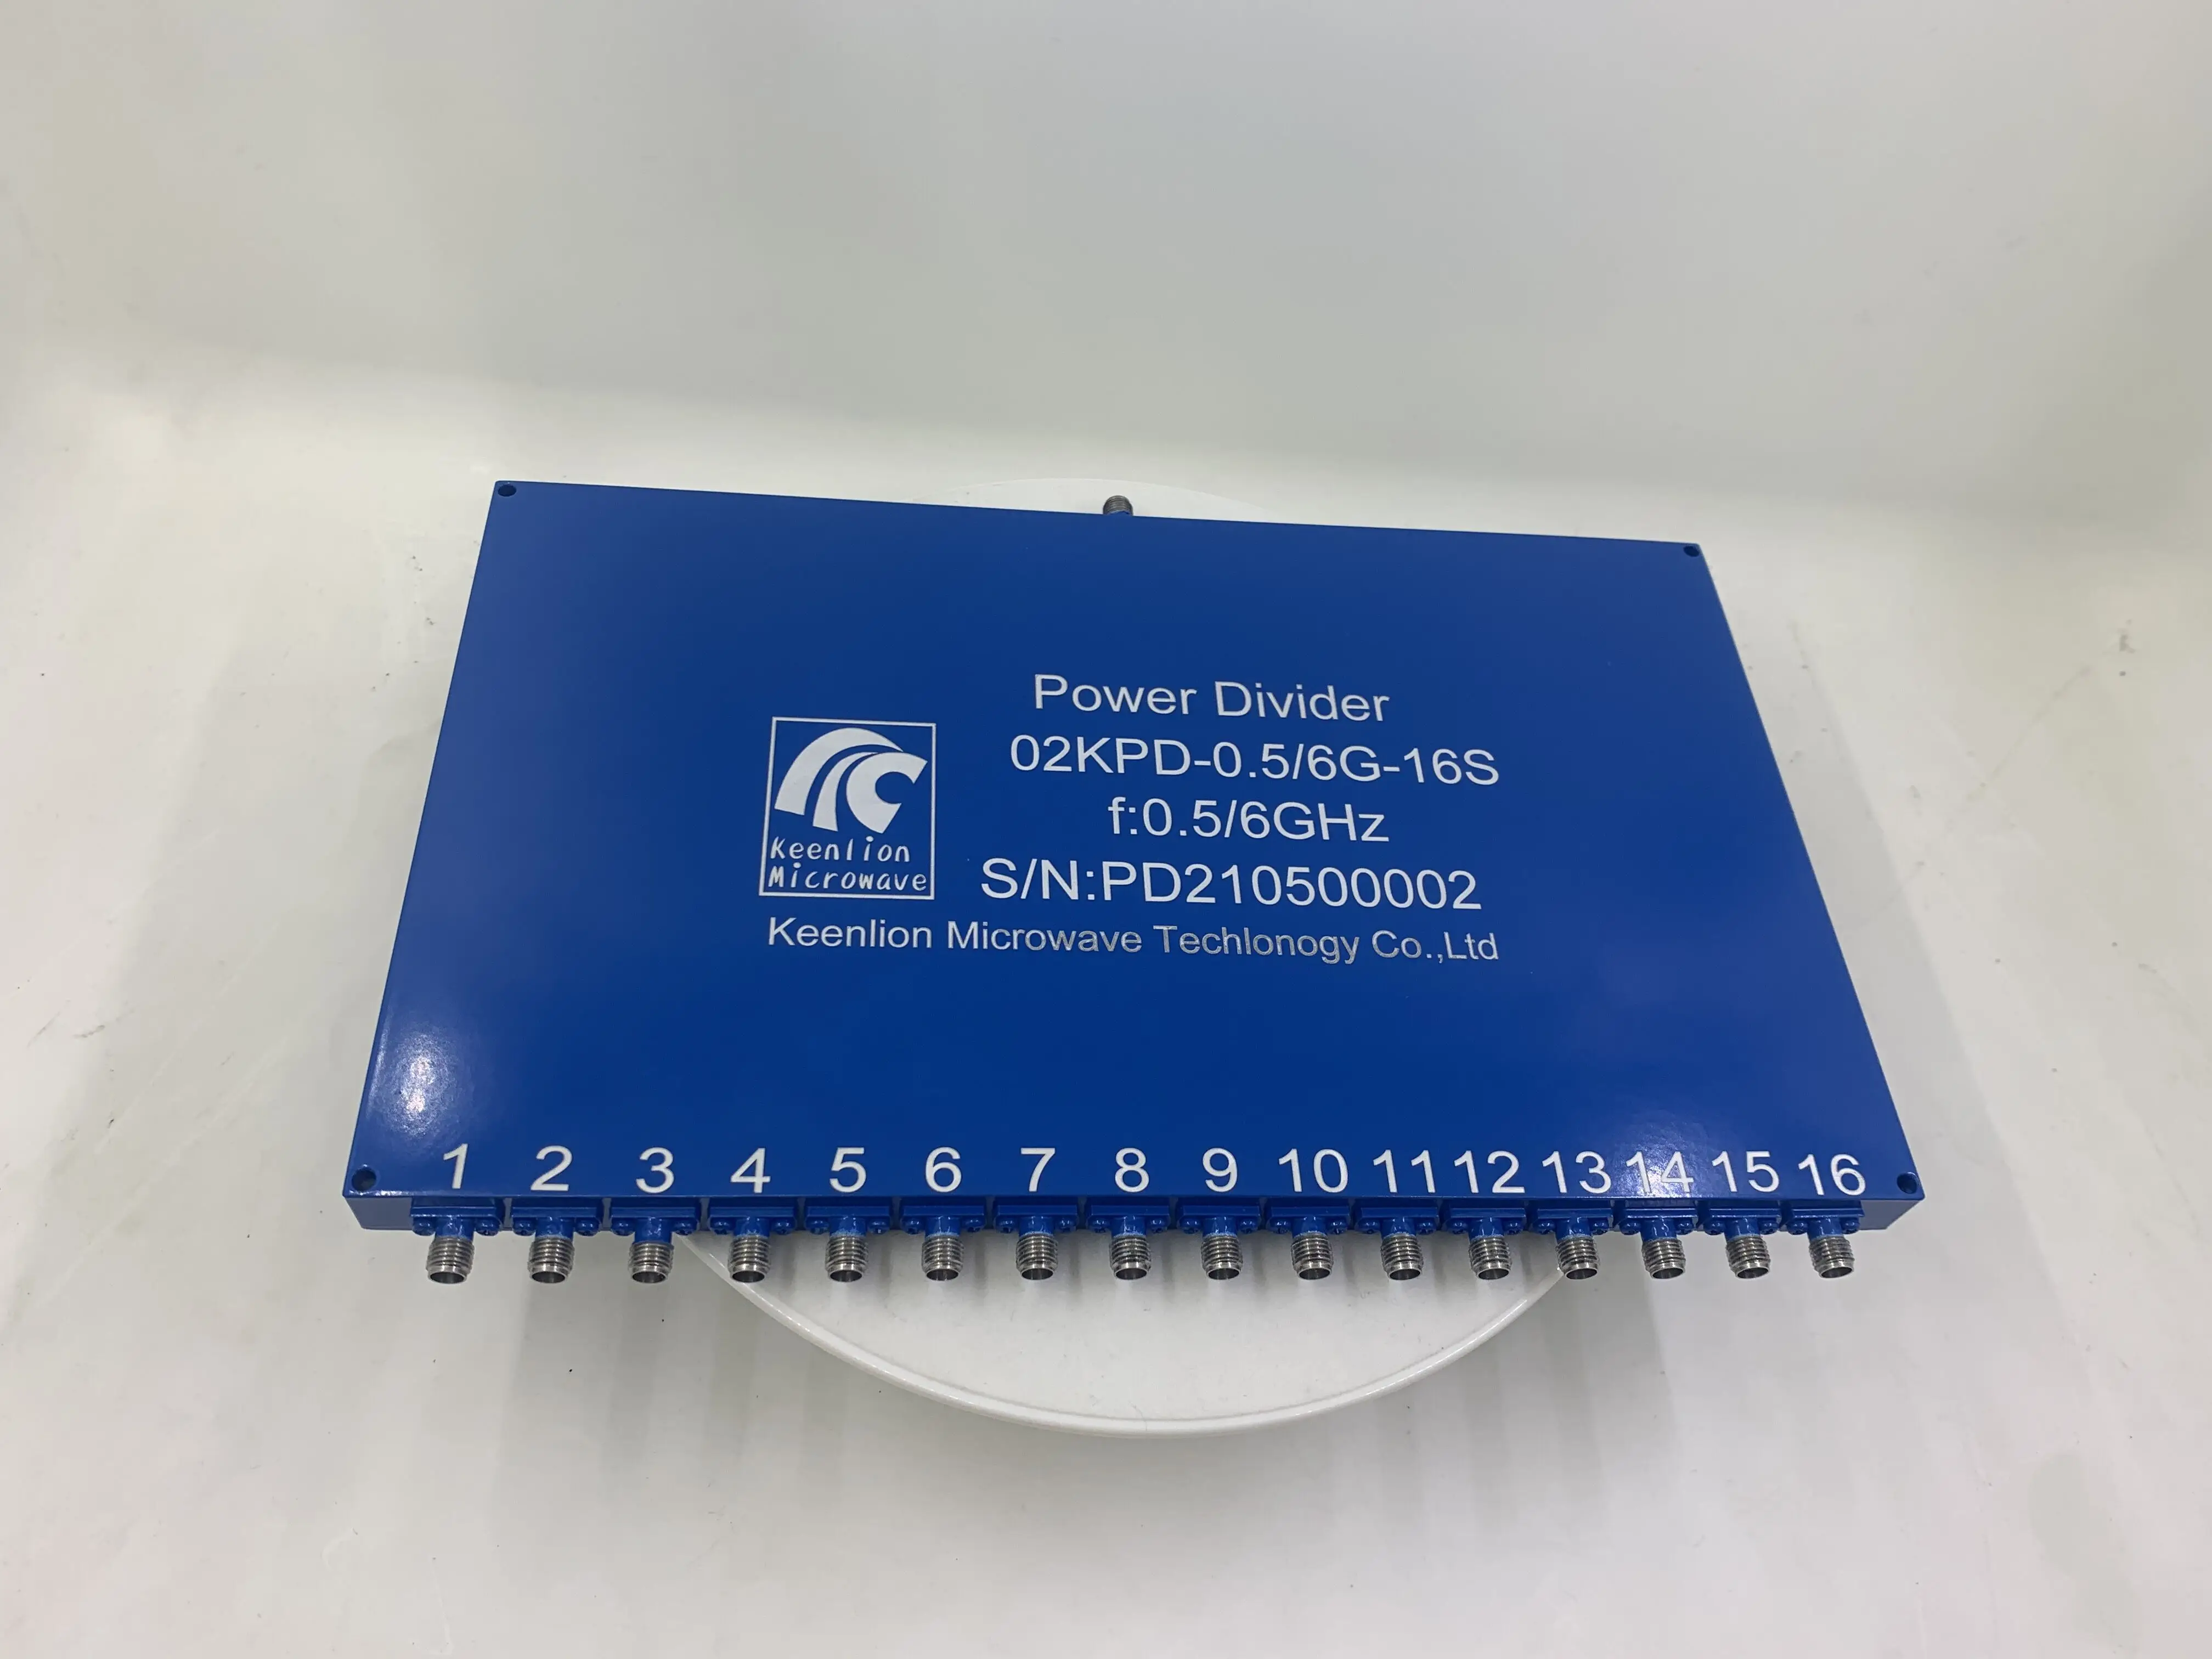 Power Divider
02KPD-0.5/6G-16S
f:0.5/6GHz
S/N:PD210500002
Keenlion
Microwave
Keenlion Microwave Techlonogy Co.,Ltd
1 2 3 4 5 6 7 8 9 10 11 12 13 14 15 16